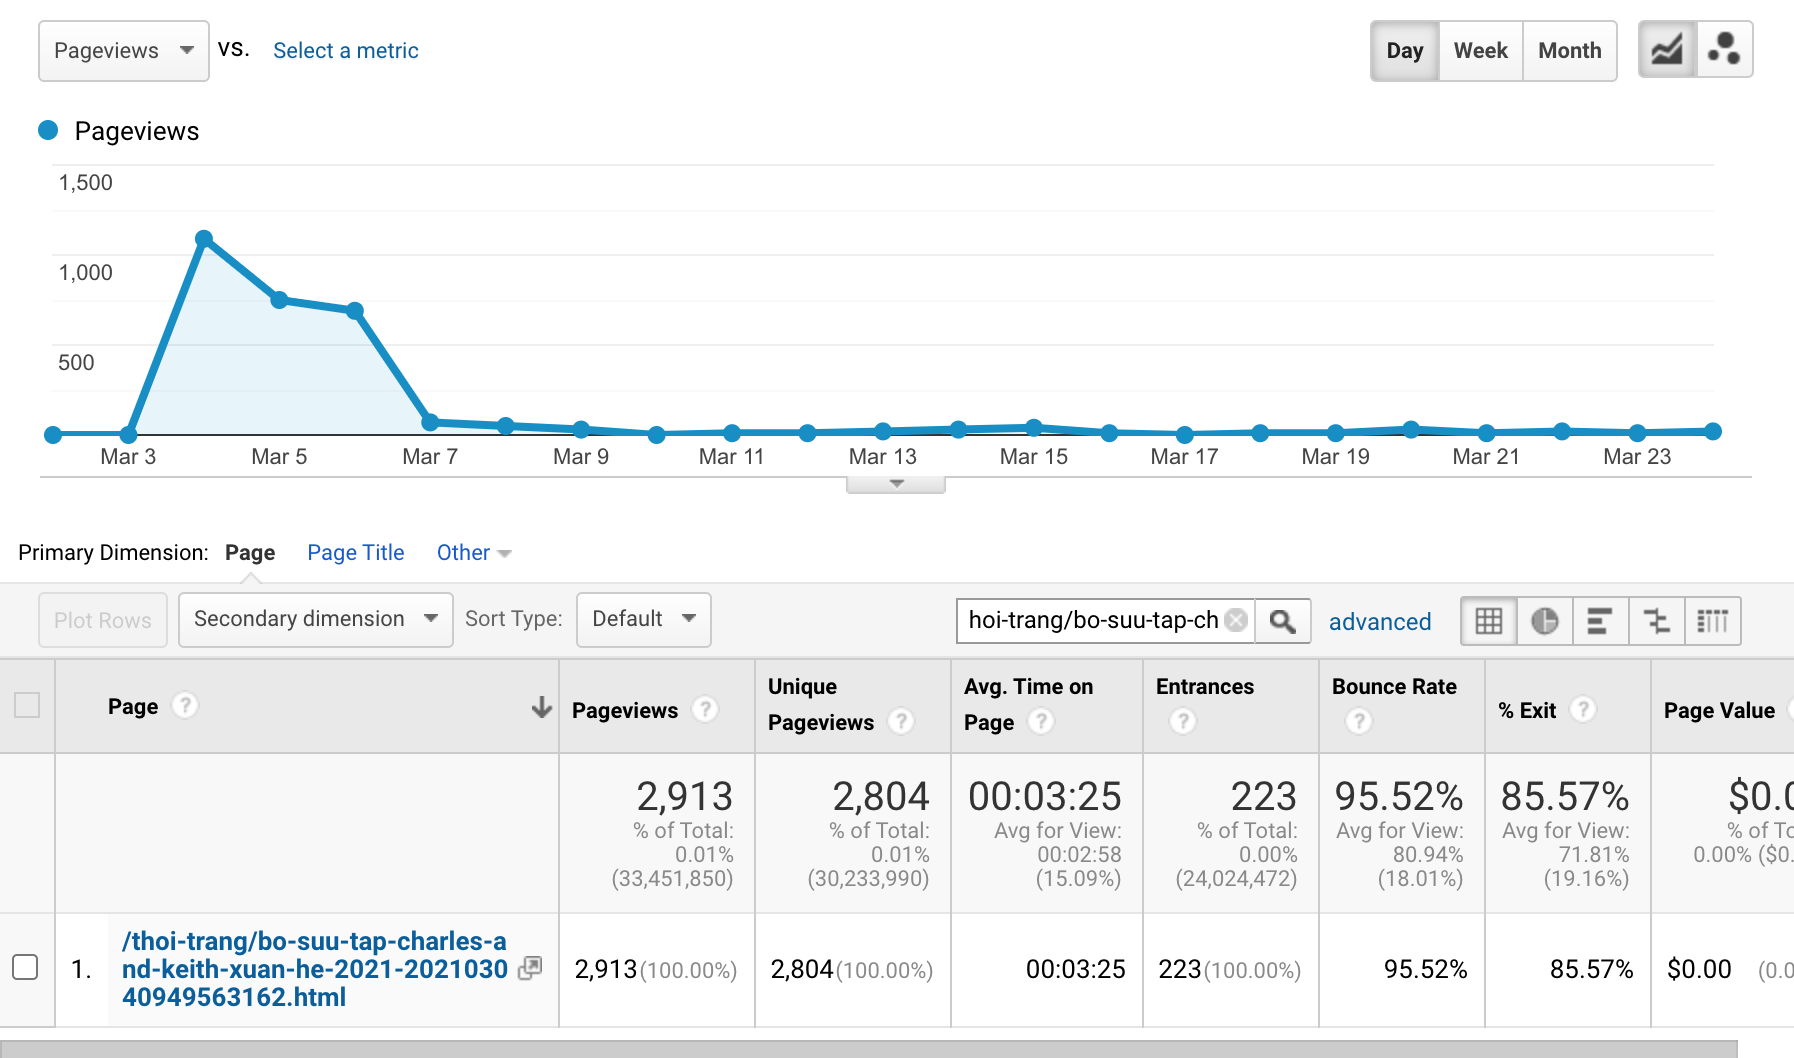 Pageviews vs. Select a metric Day Week Month
Pageviews
1,500
1,000
500
Mar 3 Mar 5 Mar 7 Mar 9 Mar 11 Mar 13 Mar 15 Mar 17 Mar 19 Mar 21 Mar 23
Primary Dimension: Page Page Title Other
Plot Rows Secondary dimension Sort Type: Default hoi-trang/bo-suu-tap-ch advanced
Page ? Pageviews ? Unique Pageviews ? Avg. Time on Page ? Entrances ? Bounce Rate ? % Exit ? Page Value
2,913 2,804 00:03:25 223 95.52% 85.57% $0.0
% of Total: % of Total: Avg for View: % of Total: Avg for View: Avg for View: % of To
0.01% 0.01% 00:02:58 0.00% 80.94% 71.81% 0.00% ($0.
(33,451,850) (30,233,990) (15.09%) (24,024,472) (18.01%) (19.16%)
/thoi-trang/bo-suu-tap-charles-a
1. nd-keith-xuan-he-2021-2021030 2,913 (100.00%) 2,804 (100.00%) 00:03:25 223 (100.00%) 95.52% 85.57% $0.00 (0.0
40949563162.html